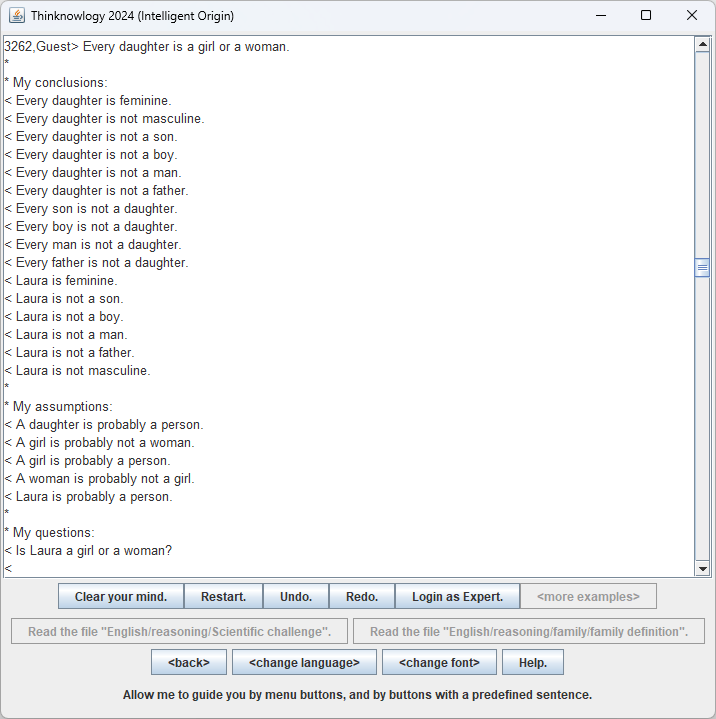 Thinknowlogy 2024 (Intelligent Origin)
3262,Guest> Every daughter is a girl or a woman.
*
* My conclusions:
< Every daughter is feminine.
< Every daughter is not masculine.
< Every daughter is not a son.
< Every daughter is not a boy.
< Every daughter is not a man.
< Every daughter is not a father.
< Every son is not a daughter.
< Every boy is not a daughter.
< Every man is not a daughter.
< Every father is not a daughter.
< Laura is feminine.
< Laura is not a son.
< Laura is not a boy.
< Laura is not a man.
< Laura is not a father.
< Laura is not masculine.
*
* My assumptions:
< A daughter is probably a person.
< A girl is probably not a woman.
< A girl is probably a person.
< A woman is probably not a girl.
< Laura is probably a person.
*
* My questions:
< Is Laura a girl or a woman?
<
Clear your mind. Restart. Undo. Redo. Login as Expert. <more examples>
Read the file "English/reasoning/Scientific challenge". Read the file "English/reasoning/family/family definition".
<back> <change language> <change font> Help.
Allow me to guide you by menu buttons, and by buttons with a predefined sentence.